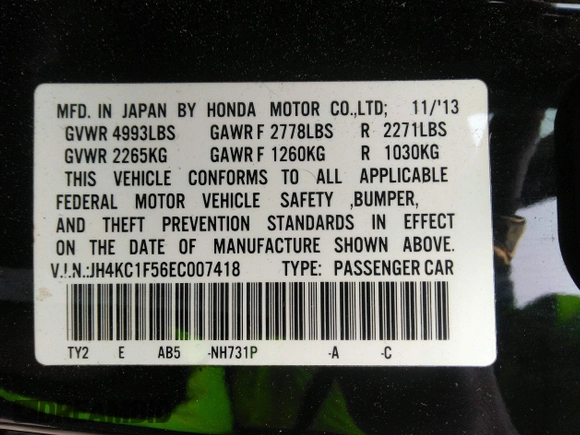 MFD. IN JAPAN BY HONDA MOTOR CO.,LTD; 11/'13
GVWR 4993LBS GAWR F 2778LBS R 2271LBS
GVWR 2265KG GAWR F 1260KG R 1030KG
THIS VEHICLE CONFORMS TO ALL APPLICABLE
FEDERAL MOTOR VEHICLE SAFETY ,BUMPER,
AND THEFT PREVENTION STANDARDS IN EFFECT
ON THE DATE OF MANUFACTURE SHOWN ABOVE.
V.I.N.:JH4KC1F56EC007418 TYPE: PASSENGER CAR
TY2 E AB5 -NH731P -A -C